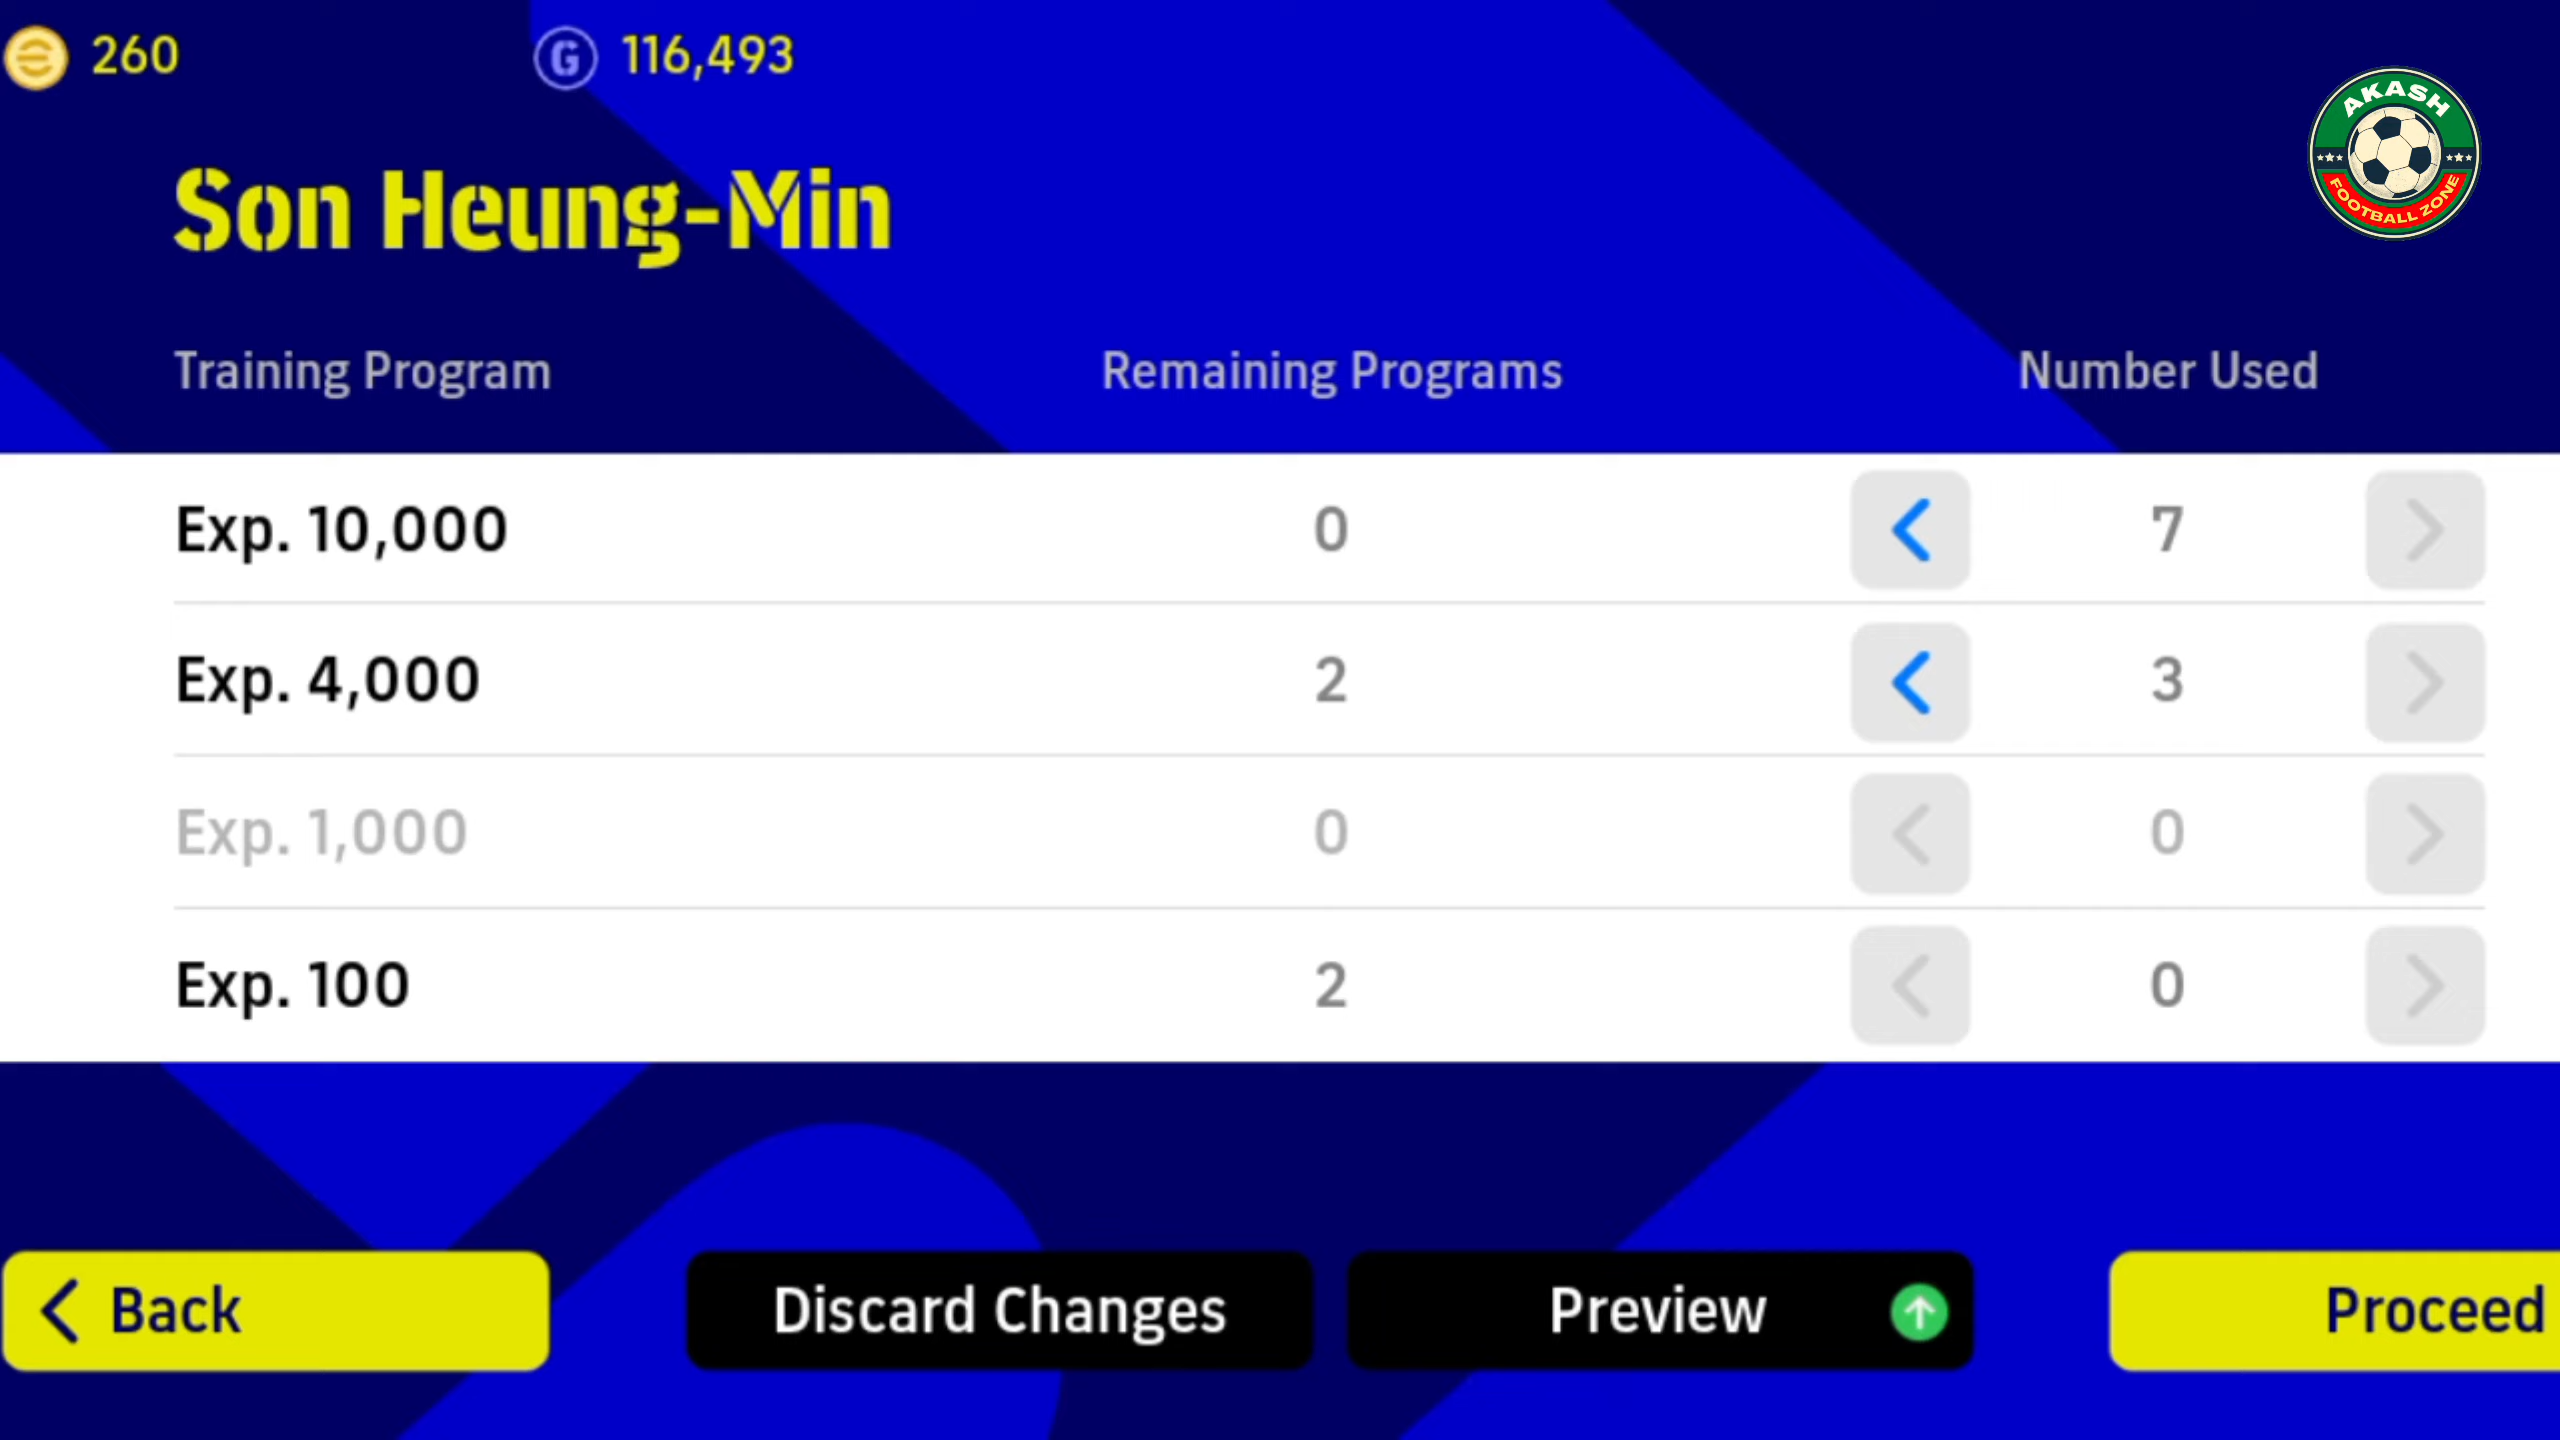 260
G 116,493
AKASH
FOOTBALL ZONE
Son Heung-Min
Training Program Remaining Programs Number Used
Exp. 10,000 0 7
Exp. 4,000 2 3
Exp. 1,000 0 0
Exp. 100 2 0
Back Discard Changes Preview Proceed